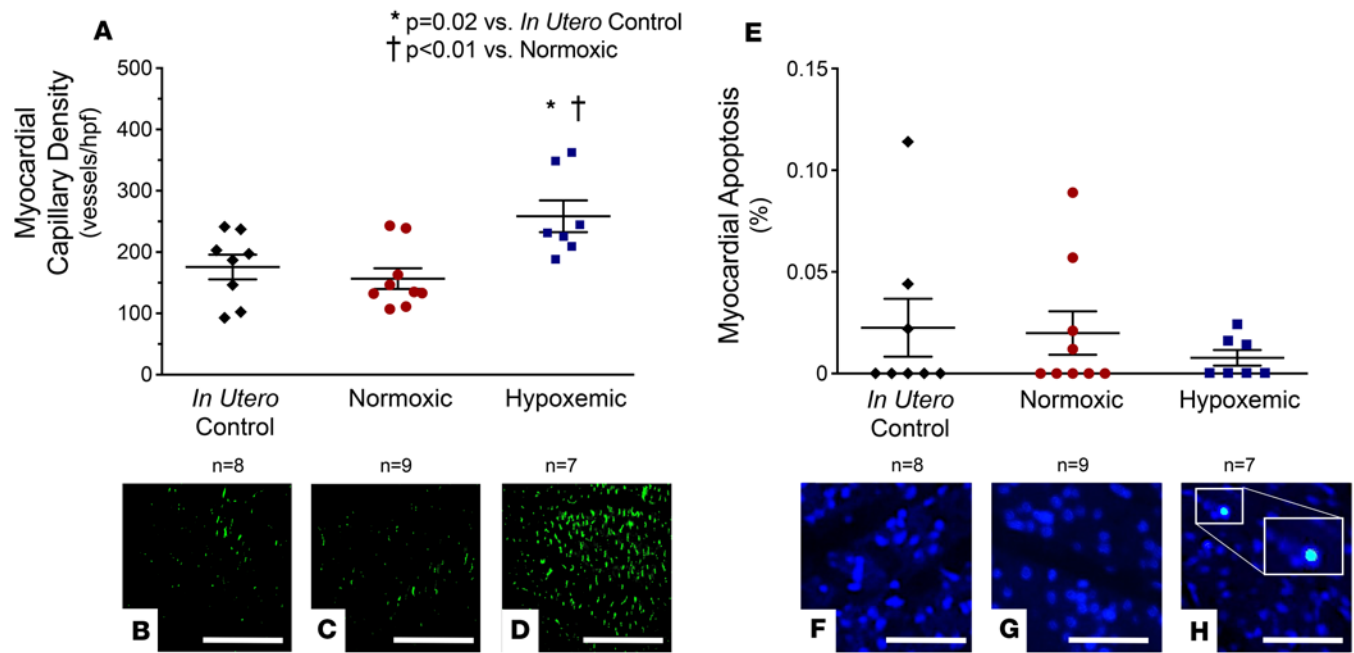 A
* p=0.02 vs. In Utero Control
† p<0.01 vs. Normoxic
Myocardial
Capillary Density
(vessels/hpf)
500
400
300
200
100
0
* †
In Utero
Control
Normoxic
Hypoxemic
n=8
n=9
n=7
B
C
D
E
Myocardial Apoptosis
(%)
0.15
0.10
0.05
0
In Utero
Control
Normoxic
Hypoxemic
n=8
n=9
n=7
F
G
H